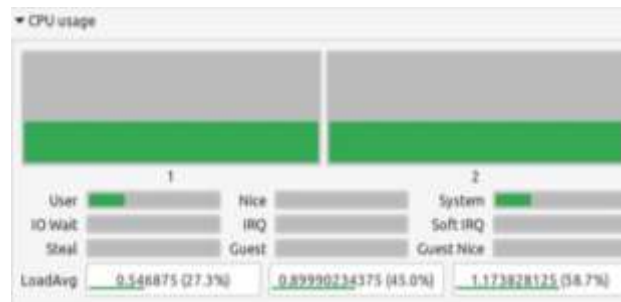 CPU usage
1 2
User Nice System
IO Wait IRQ Soft IRQ
Steal Guest Guest Nice
LoadAvg 0.546875 (27.3%) 0.89990234375 (45.0%) 1.173828125 (58.7%)